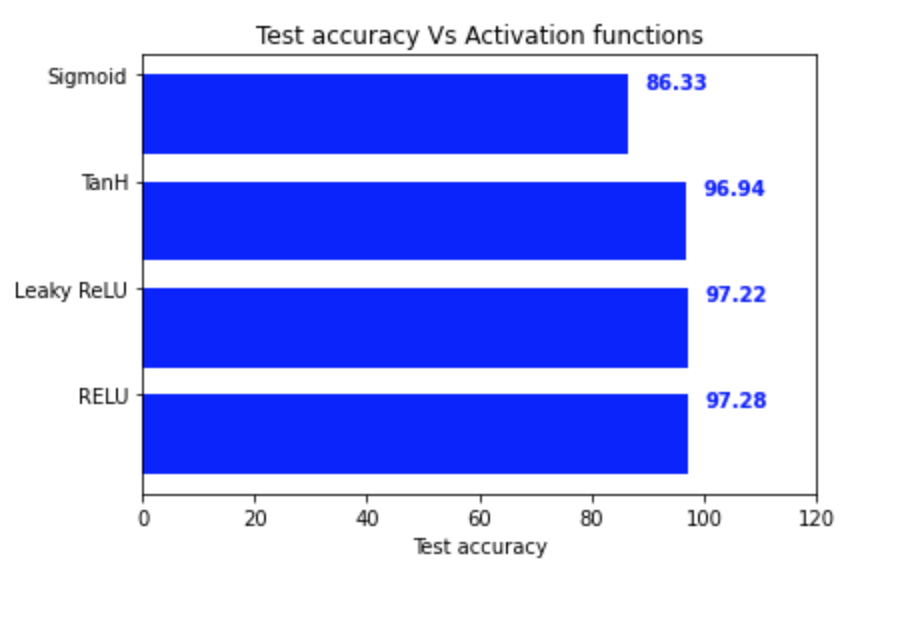 Test accuracy Vs Activation functions
Sigmoid
86.33
TanH
96.94
Leaky ReLU
97.22
RELU
97.28
0 20 40 60 80 100 120
Test accuracy